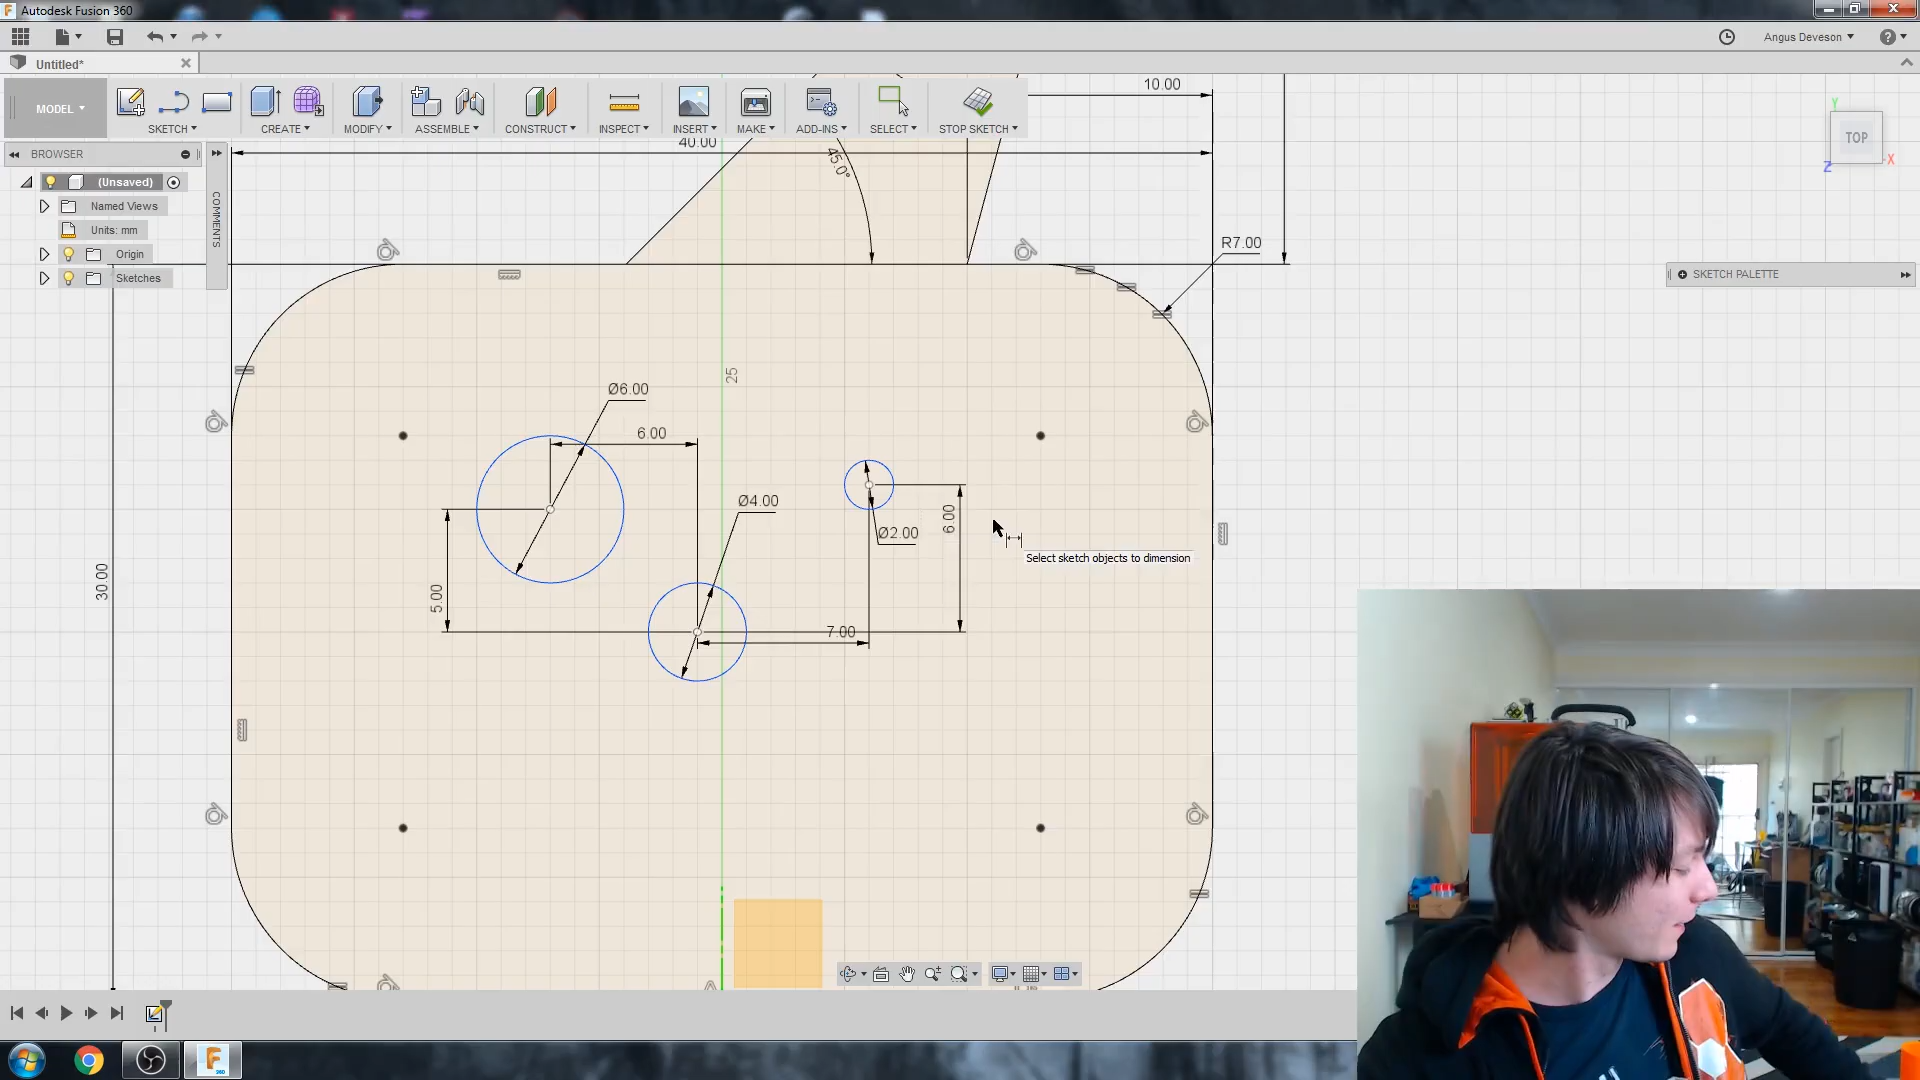 Autodesk Fusion 360
Angus Deveson
Untitled*
MODEL
SKETCH
CREATE
MODIFY
ASSEMBLE
CONSTRUCT
INSPECT
INSERT
MAKE
ADD-INS
SELECT
STOP SKETCH
10.00
40.00
45.0°
TOP
Y
X
Z
BROWSER
(Unsaved)
Named Views
Units: mm
Origin
Sketches
COMMENTS
R7.00
SKETCH PALETTE
25
Ø6.00
6.00
Ø4.00
6.00
Ø2.00
Select sketch objects to dimension
5.00
30.00
7.00
F
360